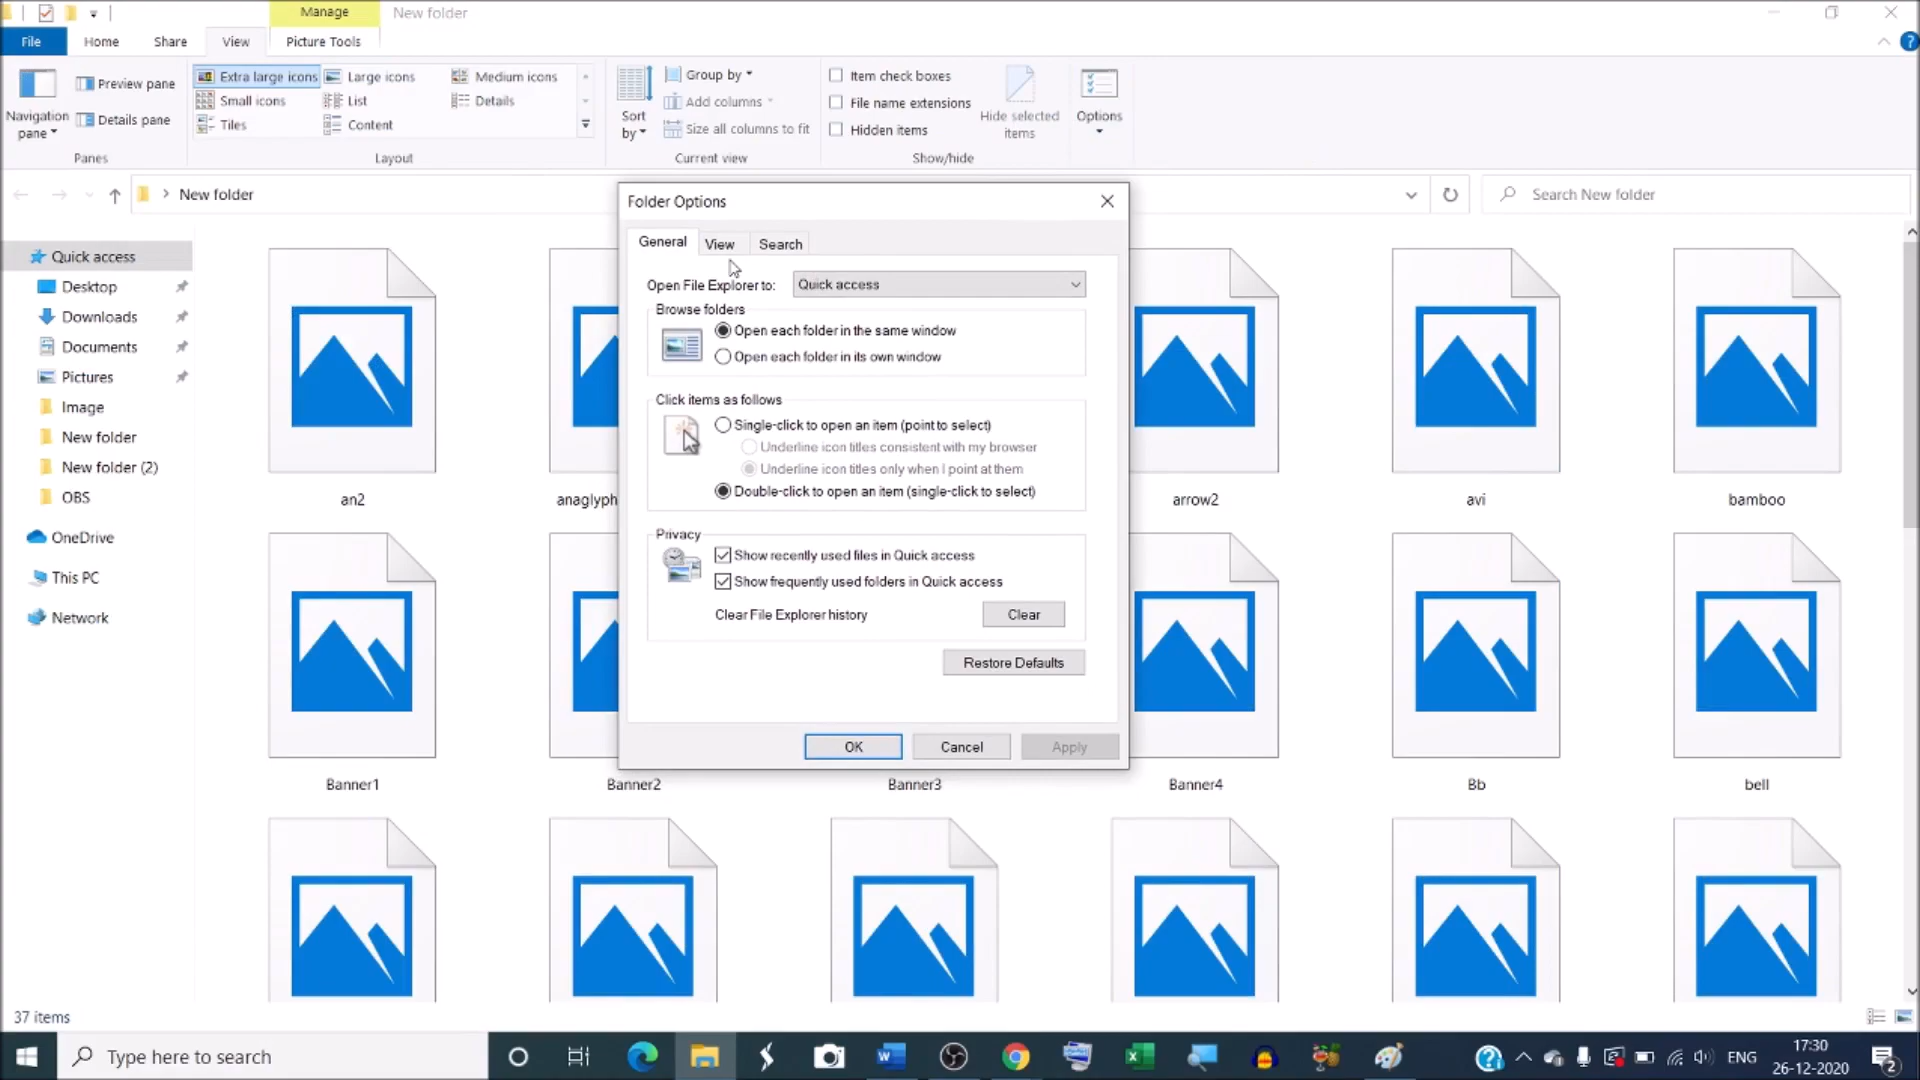 Manage
New folder
File
Home
Share
View
Picture Tools
Navigation
pane
Preview pane
Details pane
Panes
Extra large icons
Large icons
Medium icons
Small icons
List
Details
Tiles
Content
Layout
Sort
by
Group by
Add columns
Size all columns to fit
Current view
Item check boxes
File name extensions
Hidden items
Hide selected
items
Show/hide
Options
New folder
Search New folder
Quick access
Desktop
Downloads
Documents
Pictures
Image
New folder
New folder (2)
OBS
OneDrive
This PC
Network
Folder Options
General
View
Search
Open File Explorer to:
Quick access
Browse folders
Open each folder in the same window
Open each folder in its own window
Click items as follows
Single-click to open an item (point to select)
Underline icon titles consistent with my browser
Underline icon titles only when I point at them
Double-click to open an item (single-click to select)
Privacy
Show recently used files in Quick access
Show frequently used folders in Quick access
Clear File Explorer history
Clear
Restore Defaults
OK
Cancel
Apply
an2
anaglyph
arrow2
avi
bamboo
Banner1
Banner2
Banner3
Banner4
Bb
bell
37 items
Type here to search
ENG
17:30
26-12-2020
2